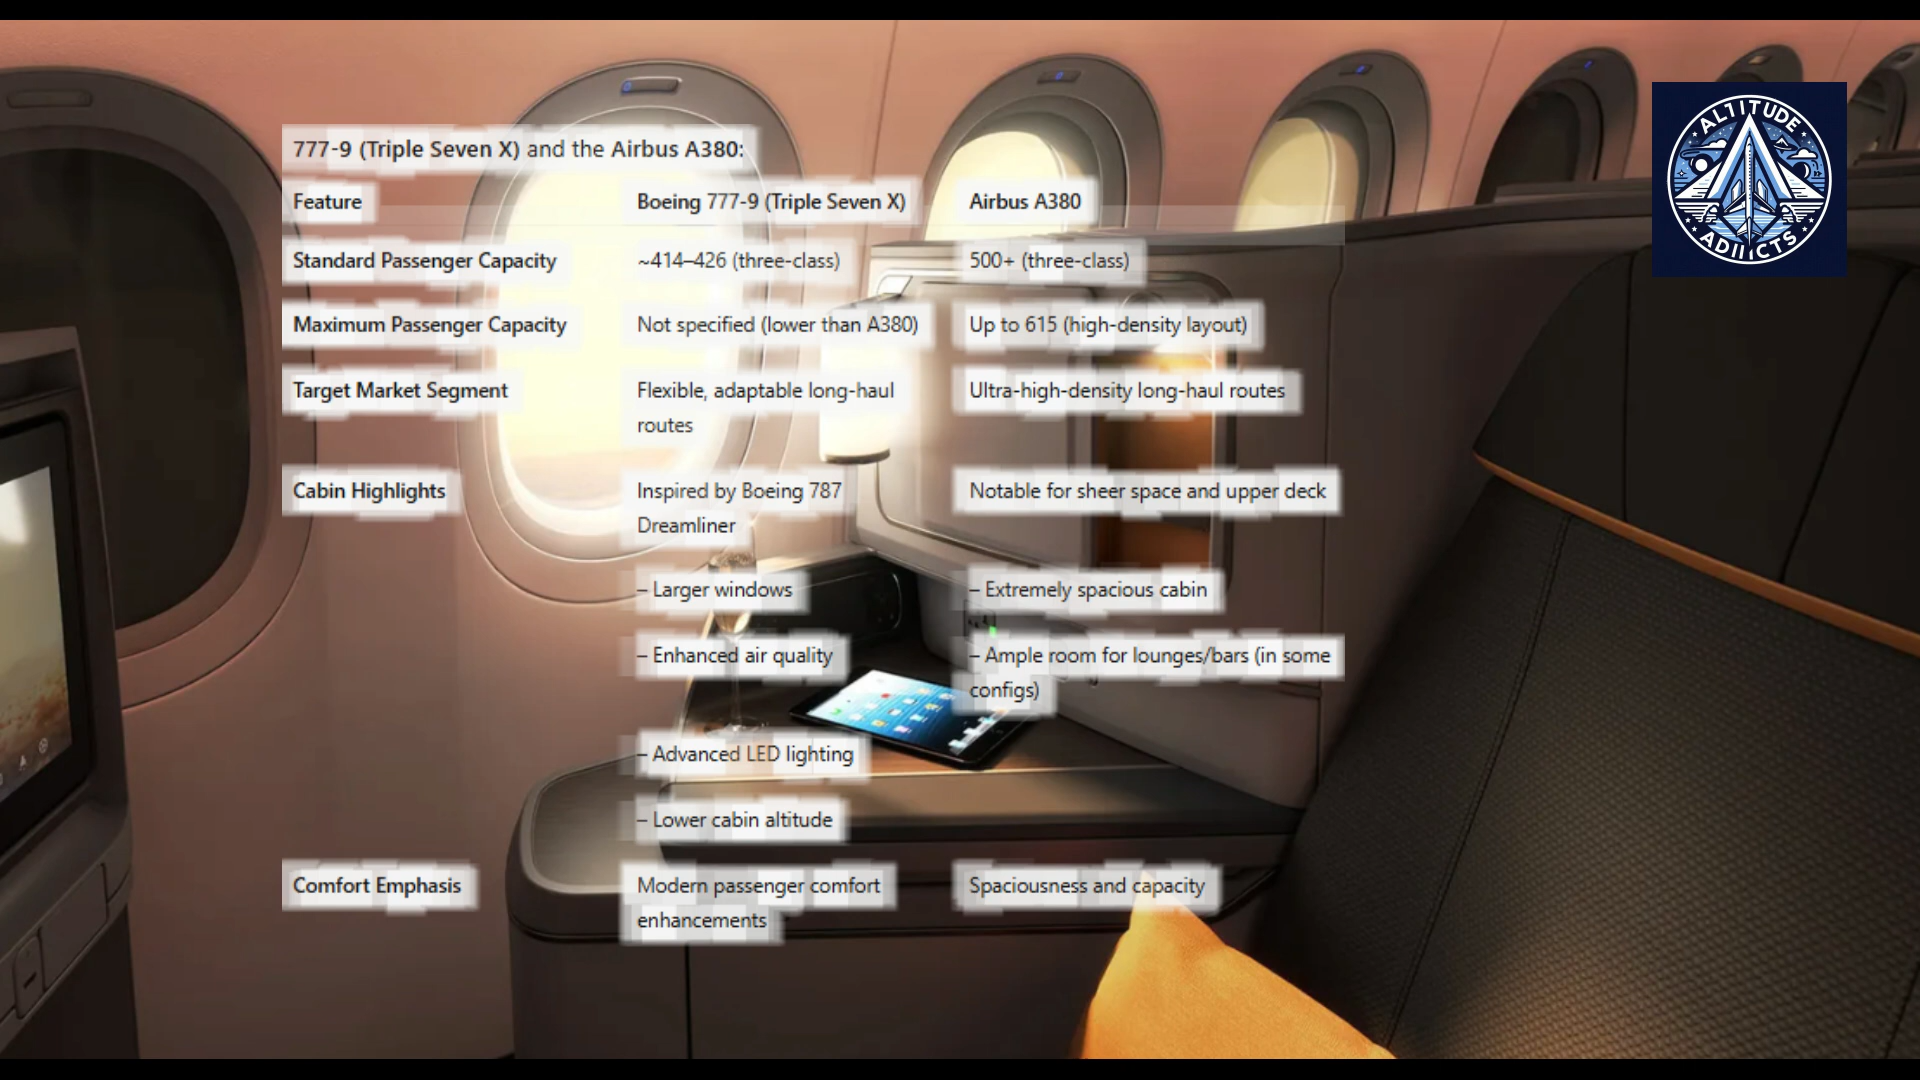 777-9 (Triple Seven X) and the Airbus A380:
Feature Boeing 777-9 (Triple Seven X) Airbus A380
Standard Passenger Capacity ~414–426 (three-class) 500+ (three-class)
Maximum Passenger Capacity Not specified (lower than A380) Up to 615 (high-density layout)
Target Market Segment Flexible, adaptable long-haul Ultra-high-density long-haul routes
routes
Cabin Highlights Inspired by Boeing 787 Notable for sheer space and upper deck
Dreamliner
– Larger windows – Extremely spacious cabin
– Enhanced air quality – Ample room for lounges/bars (in some
configs)
– Advanced LED lighting
– Lower cabin altitude
Comfort Emphasis Modern passenger comfort Spaciousness and capacity
enhancements
ALTITUDE
ADIICTS